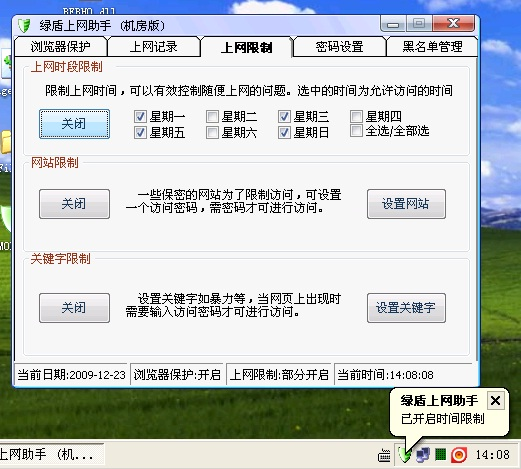 BFRHO.dll
绿盾上网助手 (机房版)
浏览器保护
上网记录
上网限制
密码设置
黑名单管理
上网时段限制
限制上网时间，可以有效控制随便上网的问题。选中的时间为允许访问的时间
关闭
星期一
星期二
星期三
星期四
星期五
星期六
星期日
全选/全部选
网站限制
关闭
一些保密的网站为了限制访问，可设置
一个访问密码，需密码才可进行访问。
设置网站
关键字限制
关闭
设置关键字如暴力等，当网页上出现时
需要输入访问密码才可进行访问。
设置关键字
当前日期:2009-12-23
浏览器保护:开启
上网限制:部分开启
当前时间:14:08:08
绿盾上网助手
已开启时间限制
上网助手 (机...
14:08